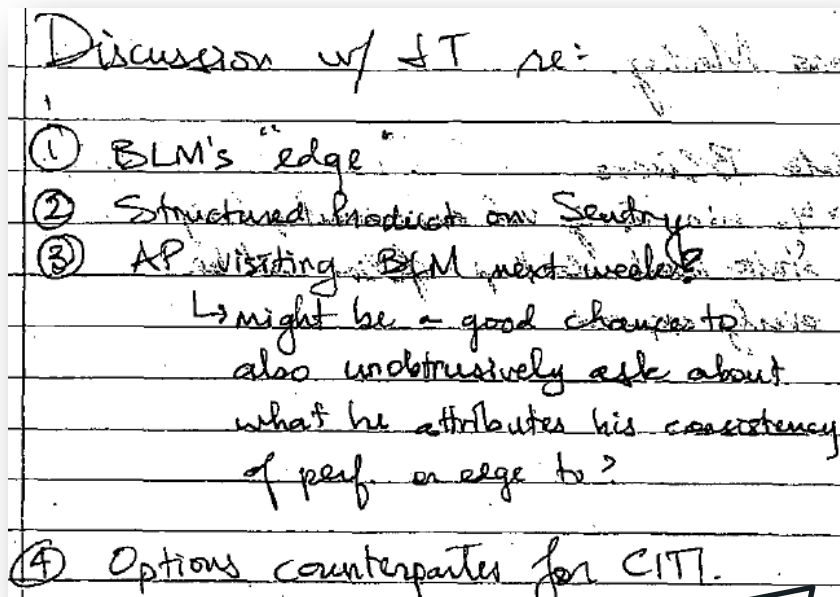 Discussion w/ JT re:
① BLM's "edge"
② Structured Product on Sentry
③ AP visiting BLM next week?
↳ might be a good chance to
also unobtrusively ask about
what he attributes his consistency
of perf. or edge to?
④ Options counterparties for CITI.